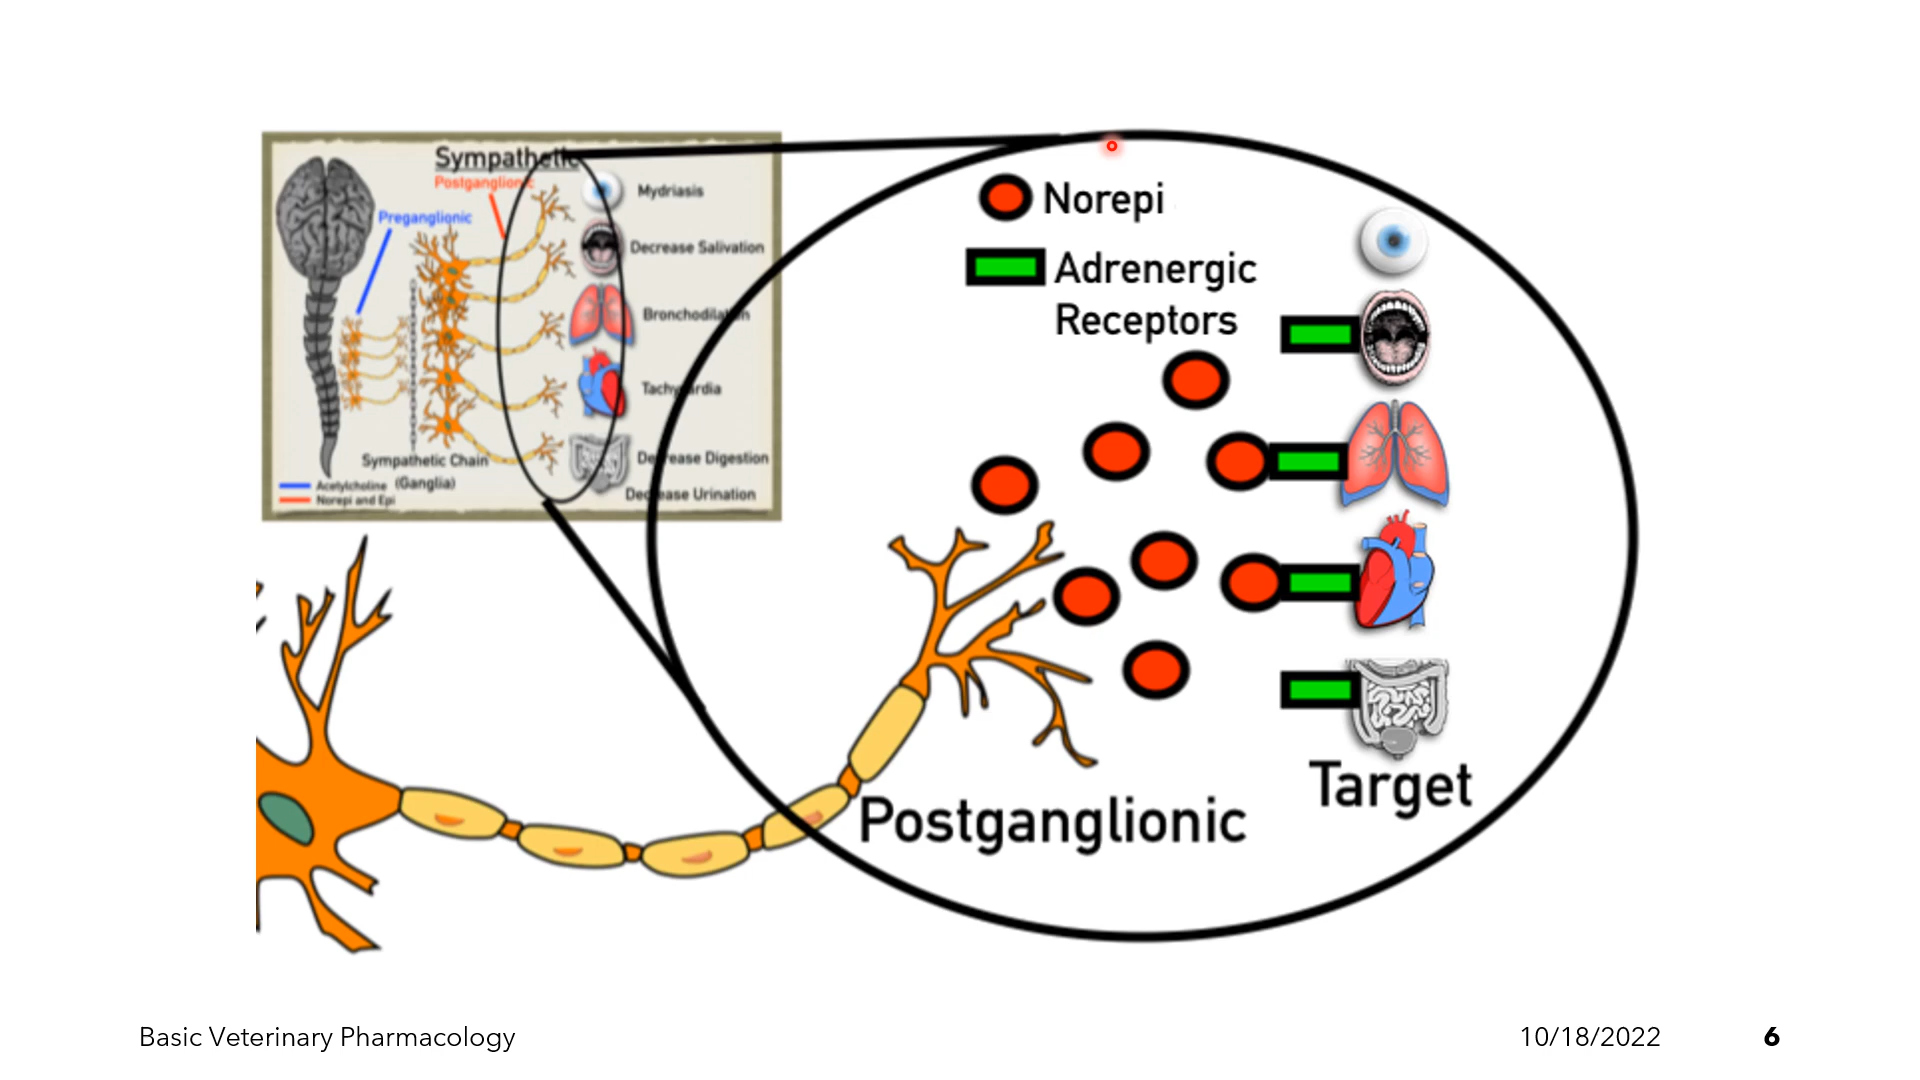 Sympathetic
Postganglionic
Preganglionic
Mydriasis
Decrease Salivation
Bronchodilation
Tachycardia
Decrease Digestion
Decrease Urination
Sympathetic Chain
(Ganglia)
Acetylcholine
Norepi and Epi
Norepi
Adrenergic
Receptors
Postganglionic
Target
Basic Veterinary Pharmacology
10/18/2022
6